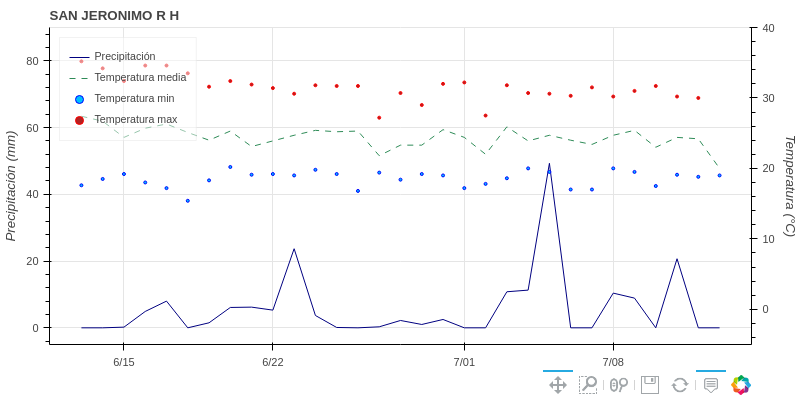 SAN JERONIMO R H
Precipitación
Temperatura media
Temperatura min
Temperatura max
Precipitación (mm)
80
60
40
20
0
Temperatura (°C)
40
30
20
10
0
6/15
6/22
7/01
7/08